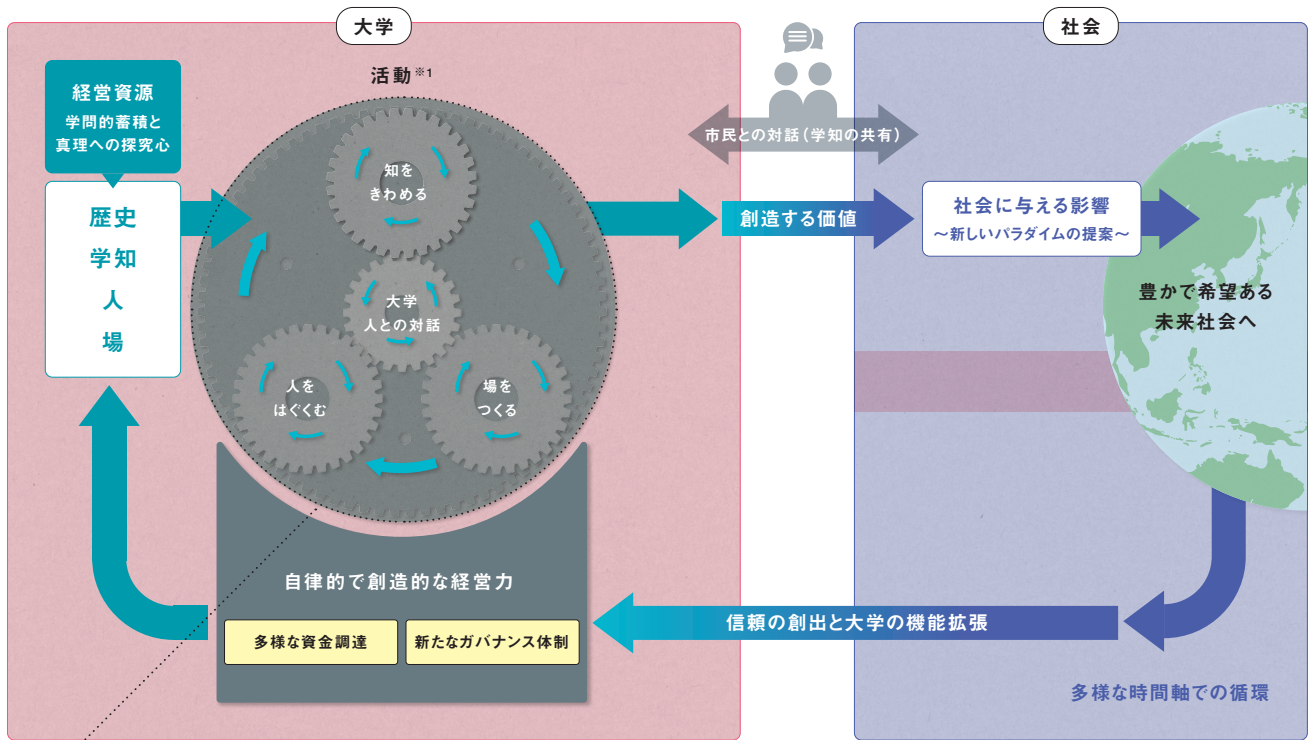 大学
社会
活動※1
経営資源
学問的蓄積と
真理への探究心
歴史
学知
人
場
知を
きわめる
大学
人との対話
人を
はぐくむ
場を
つくる
市民との対話（学知の共有）
創造する価値
社会に与える影響
〜新しいパラダイムの提案〜
豊かで希望ある
未来社会へ
自律的で創造的な経営力
多様な資金調達
新たなガバナンス体制
信頼の創出と大学の機能拡張
多様な時間軸での循環